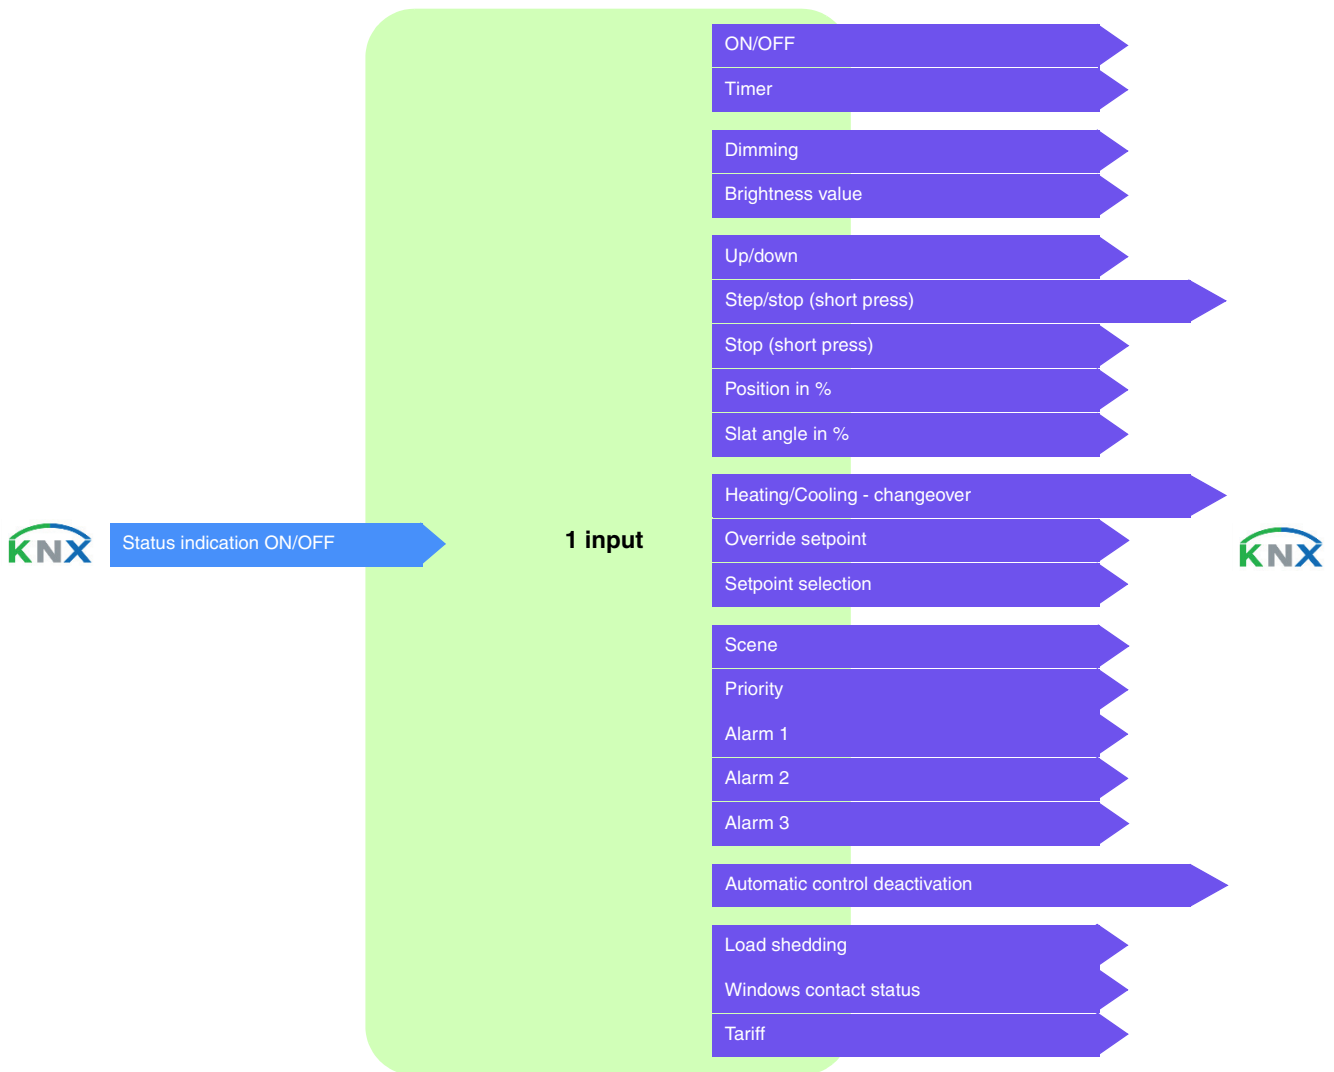 ON/OFF
Timer
Dimming
Brightness value
Up/down
Step/stop (short press)
Stop (short press)
Position in %
Slat angle in %
Heating/Cooling - changeover
KNX
Status indication ON/OFF
1 input
Override setpoint
KNX
Setpoint selection
Scene
Priority
Alarm 1
Alarm 2
Alarm 3
Automatic control deactivation
Load shedding
Windows contact status
Tariff